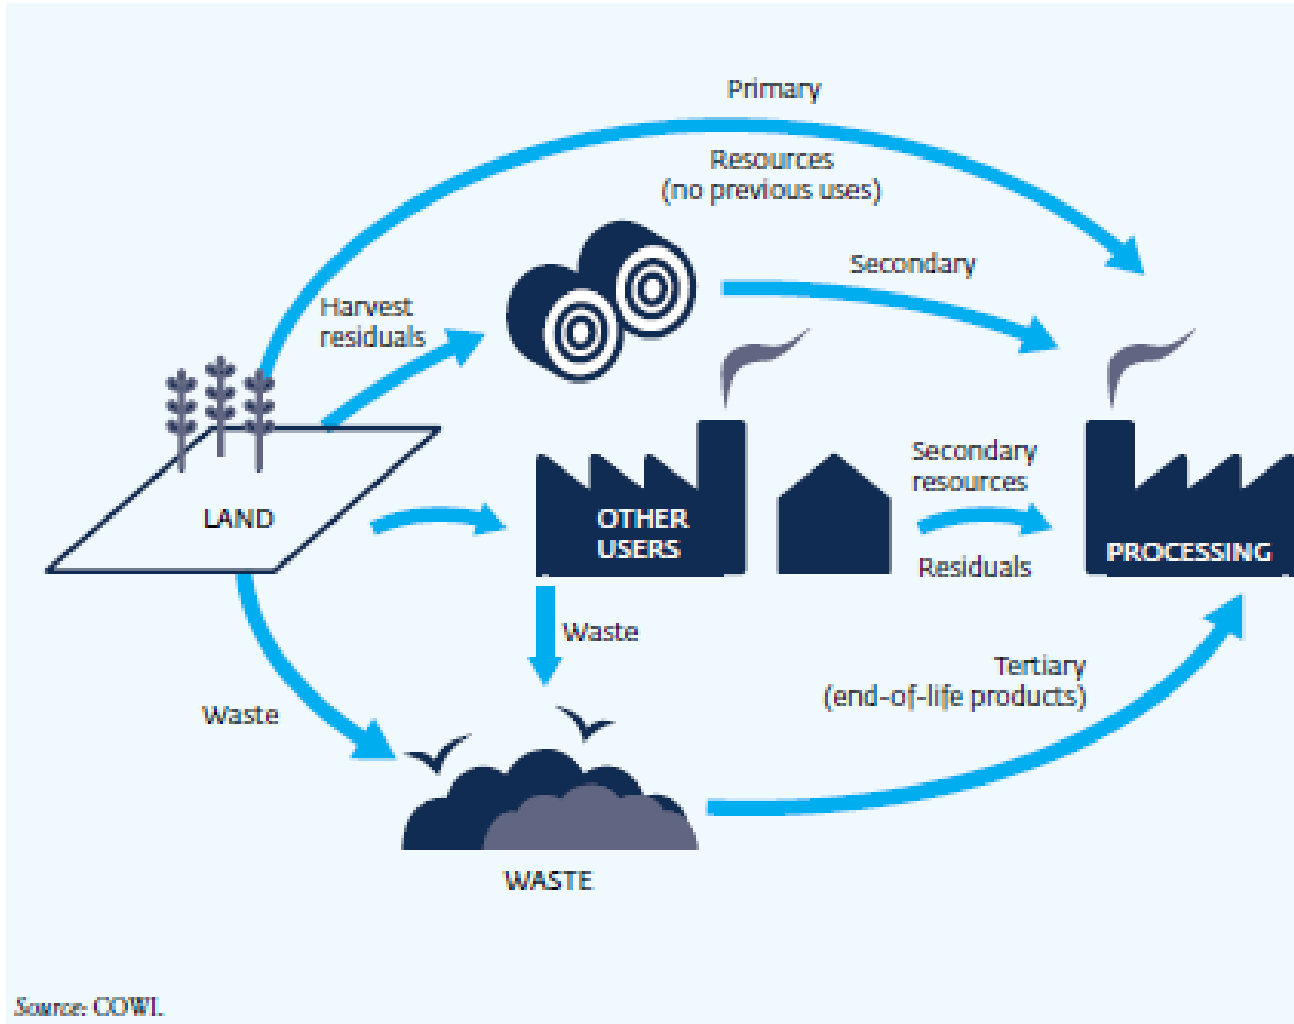 Primary
Resources
(no previous uses)
Secondary
Harvest
residuals
Secondary
resources
LAND
OTHER
USERS
PROCESSING
Residuals
Waste
Tertiary
(end-of-life products)
Waste
WASTE
Source: COWI.